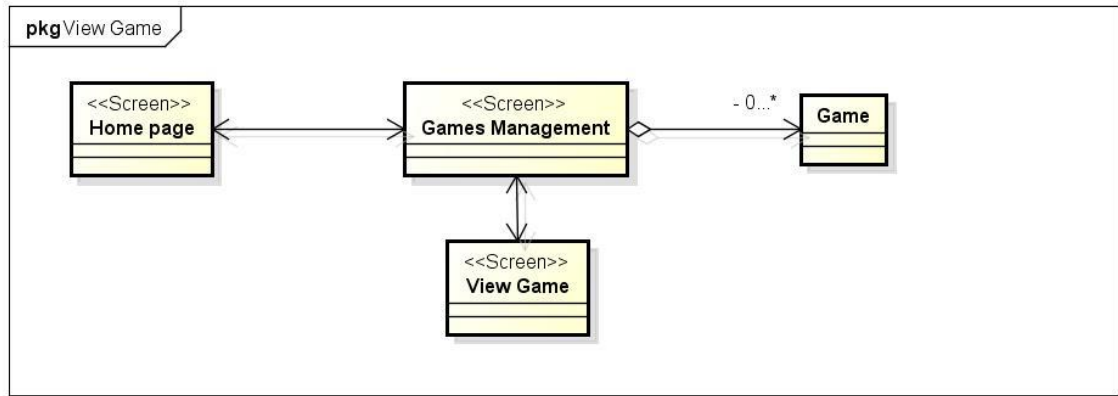 pkg View Game
<<Screen>>
Home page
<<Screen>>
Games Management
- 0...*
Game
<<Screen>>
View Game